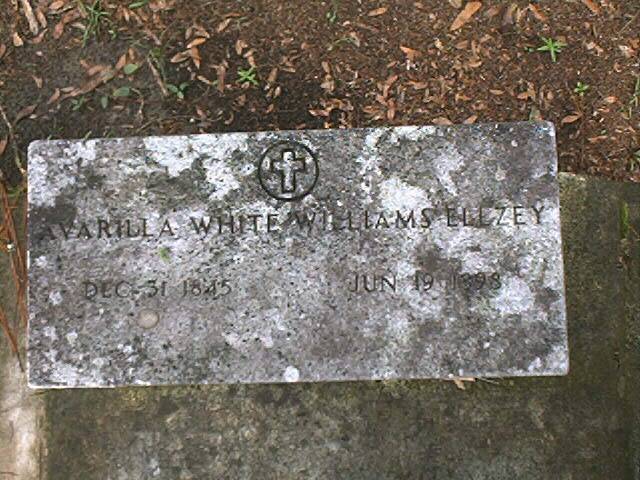 AVARILLA WHITE WILLIAMS ELLZEY
DEC 31 1845 JUN 19 1898